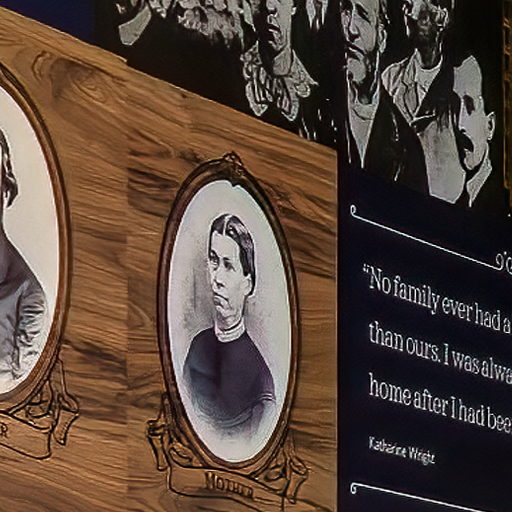 "No family ever had a
than ours. I was alwa
home after I had bee
Katharine Wright
Mother
R